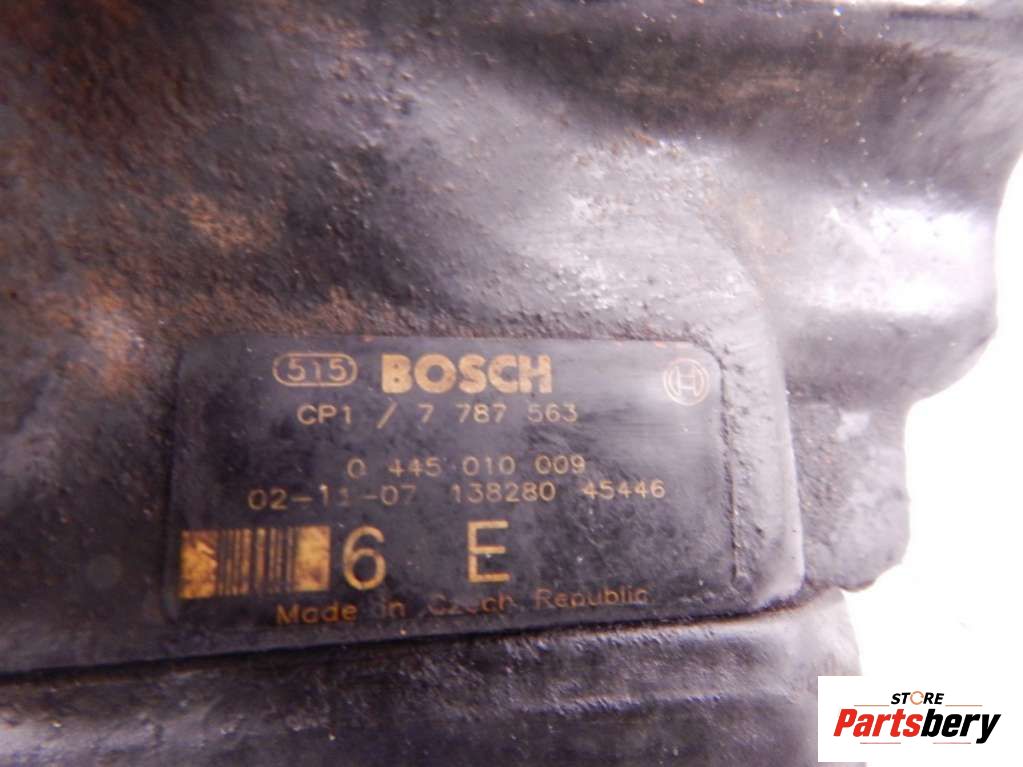 515 BOSCH H
CP1 / 7 787 563
0 445 010 009
02-11-07 138280 45446
6 E
Made in Czech Republic
STORE
Partsbery